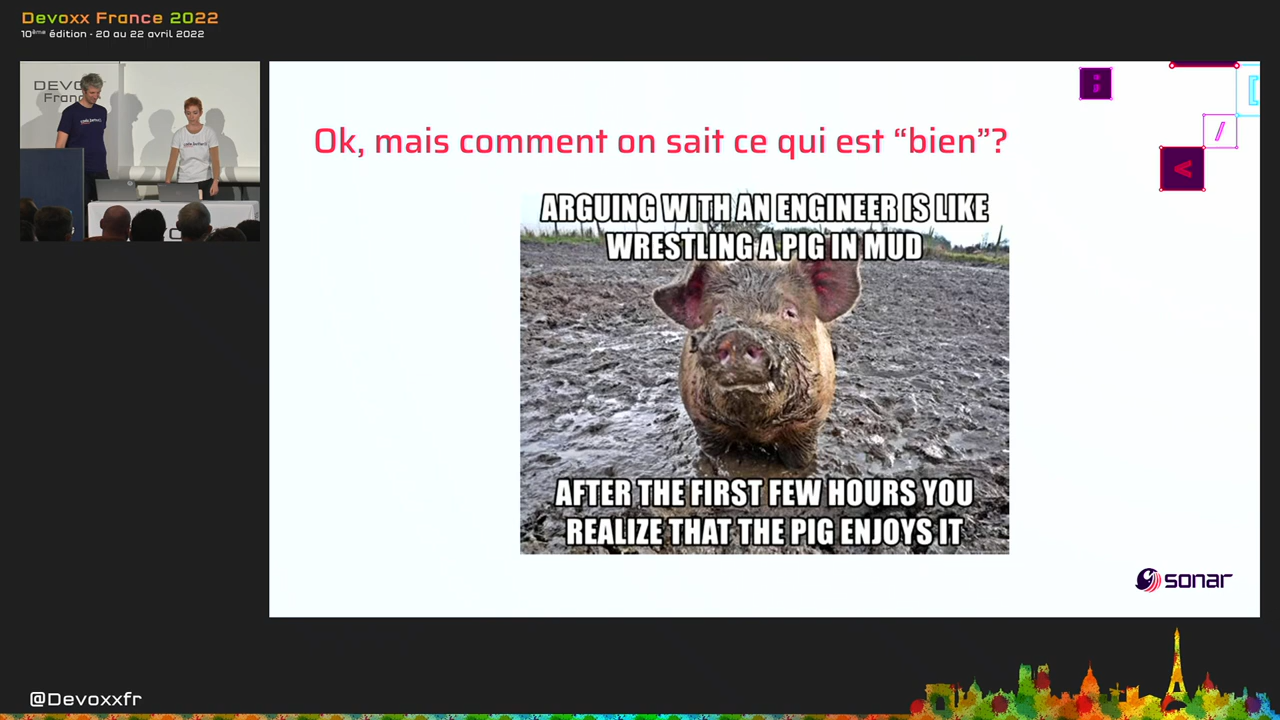 Devoxx France 2022
10ème édition - 20 au 22 avril 2022
DEVO
Franc
Ok, mais comment on sait ce qui est “bien”?
ARGUING WITH AN ENGINEER IS LIKE
WRESTLING A PIG IN MUD
AFTER THE FIRST FEW HOURS YOU
REALIZE THAT THE PIG ENJOYS IT
;
[
/
<
sonar
@Devoxxfr